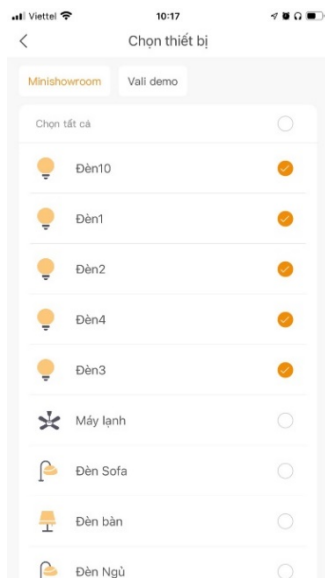 Viettel 10:17
Chọn thiết bị
Minishowroom Vali demo
Chọn tất cả
Đèn10
Đèn1
Đèn2
Đèn4
Đèn3
Máy lạnh
Đèn Sofa
Đèn bàn
Đèn Ngủ